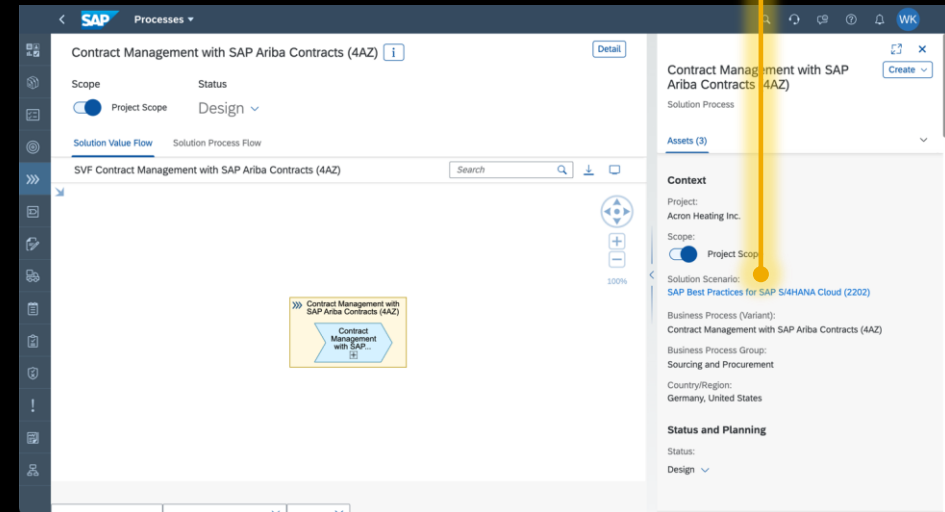 SAP Processes
WK
Contract Management with SAP Ariba Contracts (4AZ) i
Detail
Scope
Status
Project Scope
Design
Solution Value Flow Solution Process Flow
SVF Contract Management with SAP Ariba Contracts (4AZ)
Search
100%
Contract Management with
SAP Ariba Contracts (4AZ)
Contract
Management
with SAP...
Contract Management with SAP
Ariba Contracts (4AZ)
Create
Solution Process
Assets (3)
Context
Project:
Acron Heating Inc.
Scope:
Project Scope
Solution Scenario:
SAP Best Practices for SAP S/4HANA Cloud (2202)
Business Process (Variant):
Contract Management with SAP Ariba Contracts (4AZ)
Business Process Group:
Sourcing and Procurement
Country/Region:
Germany, United States
Status and Planning
Status:
Design